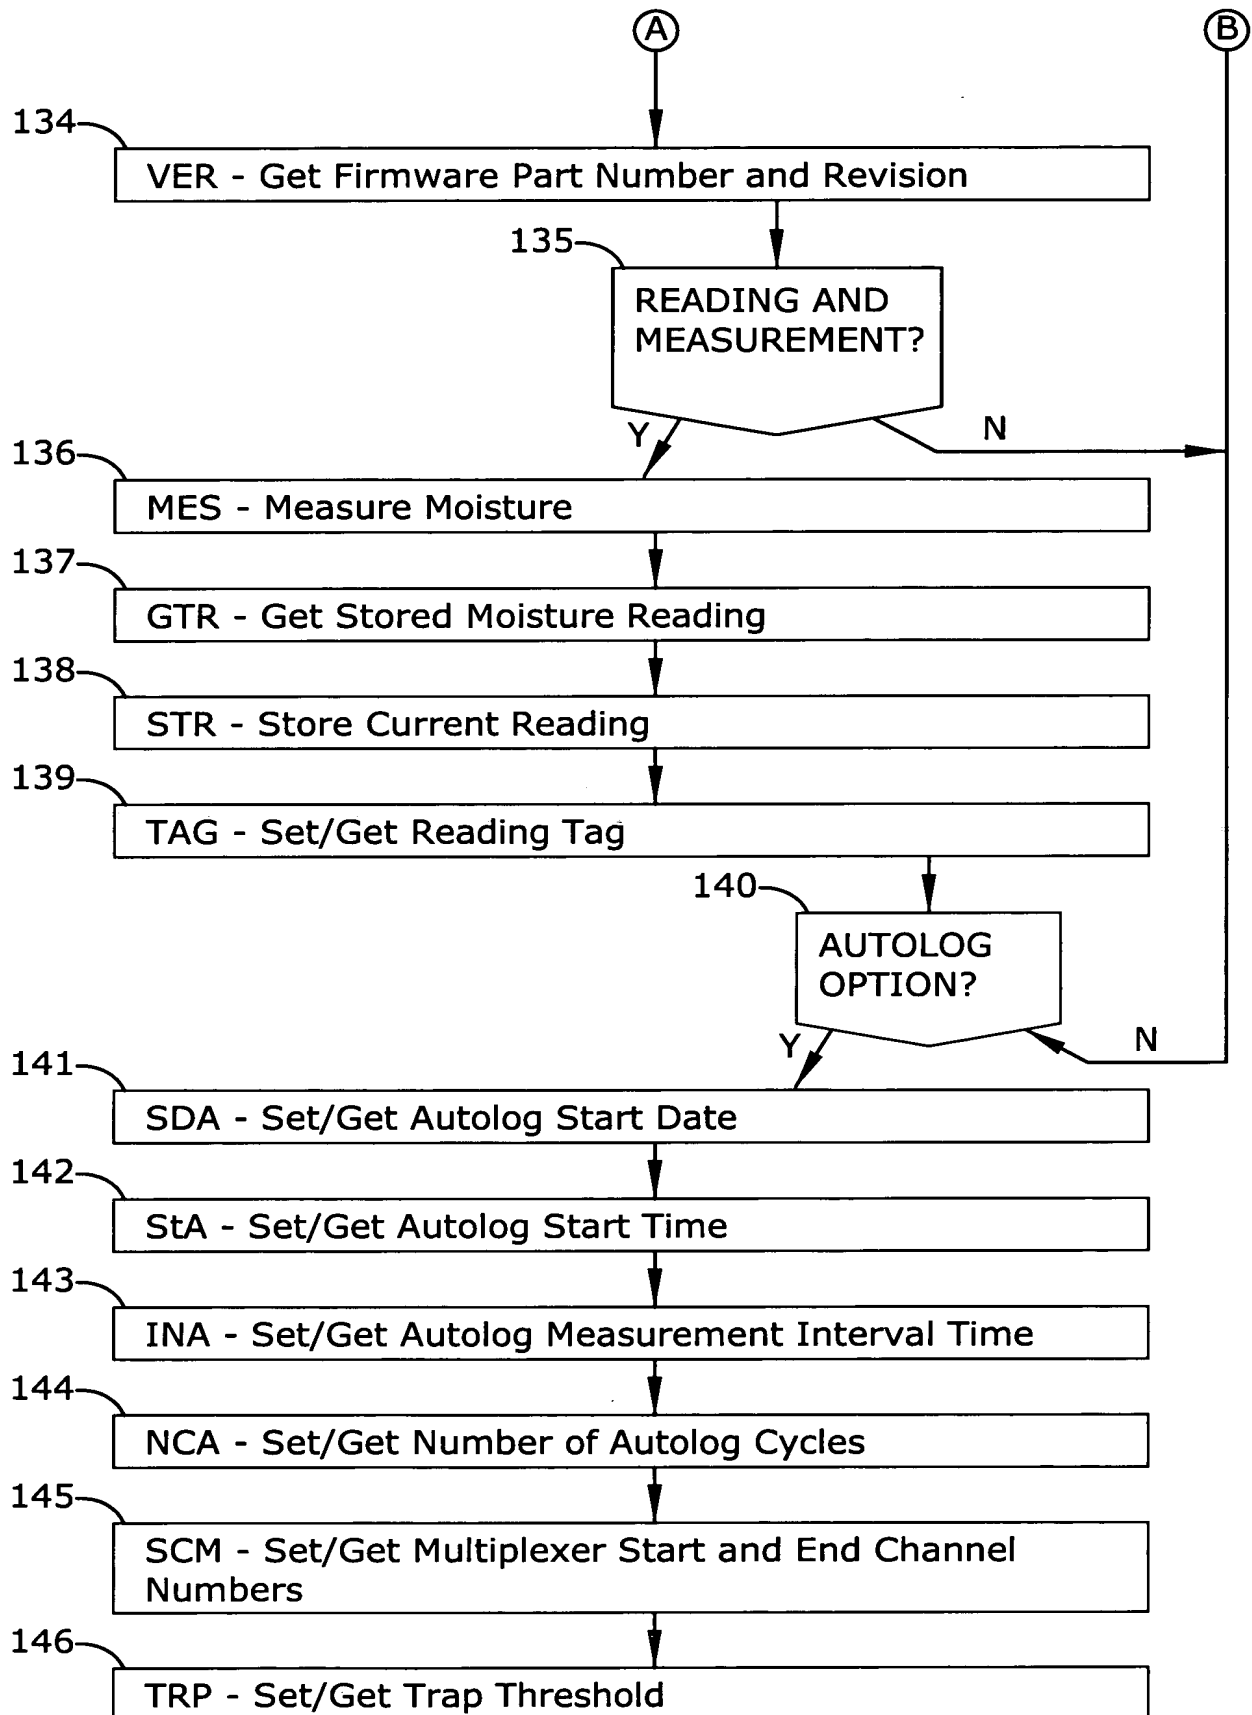 A
B
134
VER - Get Firmware Part Number and Revision
135
READING AND
MEASUREMENT?
Y
N
136
MES - Measure Moisture
137
GTR - Get Stored Moisture Reading
138
STR - Store Current Reading
139
TAG - Set/Get Reading Tag
140
AUTOLOG
OPTION?
Y
N
141
SDA - Set/Get Autolog Start Date
142
StA - Set/Get Autolog Start Time
143
INA - Set/Get Autolog Measurement Interval Time
144
NCA - Set/Get Number of Autolog Cycles
145
SCM - Set/Get Multiplexer Start and End Channel
Numbers
146
TRP - Set/Get Trap Threshold